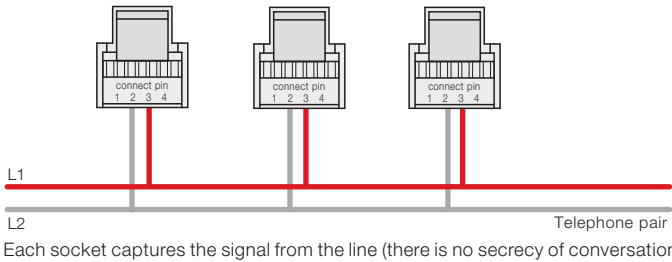 connect pin connect pin connect pin
1 2 3 4 1 2 3 4 1 2 3 4
L1
L2 Telephone pair
Each socket captures the signal from the line (there is no secrecy of conversation